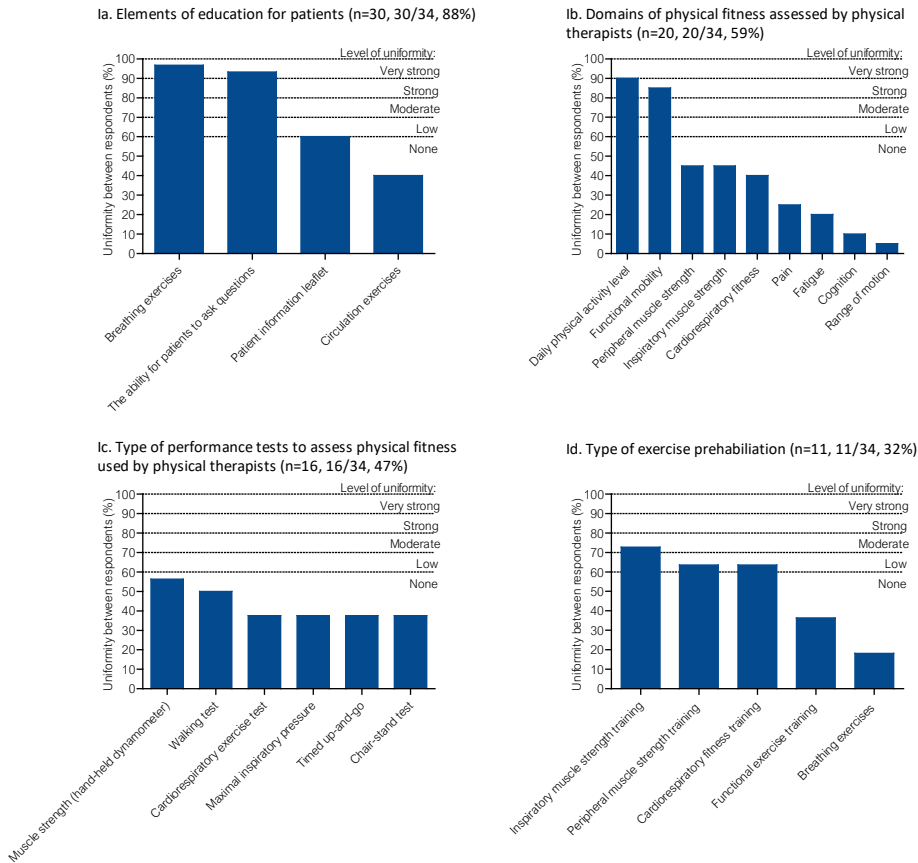 Ia. Elements of education for patients (n=30, 30/34, 88%)
Level of uniformity:
Very strong
Strong
Moderate
Low
None
Uniformity between respondents (%)
100
90
80
70
60
50
40
30
20
10
0
Breathing exercises
The ability for patients to ask questions
Patient information leaflet
Circulation exercises
Ib. Domains of physical fitness assessed by physical
therapists (n=20, 20/34, 59%)
Level of uniformity:
Very strong
Strong
Moderate
Low
None
Uniformity between respondents (%)
100
90
80
70
60
50
40
30
20
10
0
Daily physical activity level
Functional mobility
Peripheral muscle strength
Inspiratory muscle strength
Cardiorespiratory fitness
Pain
Fatigue
Cognition
Range of motion
Ic. Type of performance tests to assess physical fitness
used by physical therapists (n=16, 16/34, 47%)
Level of uniformity:
Very strong
Strong
Moderate
Low
None
Uniformity between respondents (%)
100
90
80
70
60
50
40
30
20
10
0
Muscle strength (hand-held dynamometer)
Walking test
Cardiorespiratory exercise test
Maximal inspiratory pressure
Timed up-and-go
Chair-stand test
Id. Type of exercise prehabiliation (n=11, 11/34, 32%)
Level of uniformity:
Very strong
Strong
Moderate
Low
None
Uniformity between respondents (%)
100
90
80
70
60
50
40
30
20
10
0
Inspiratory muscle strength training
Peripheral muscle strength training
Cardiorespiratory fitness training
Functional exercise training
Breathing exercises